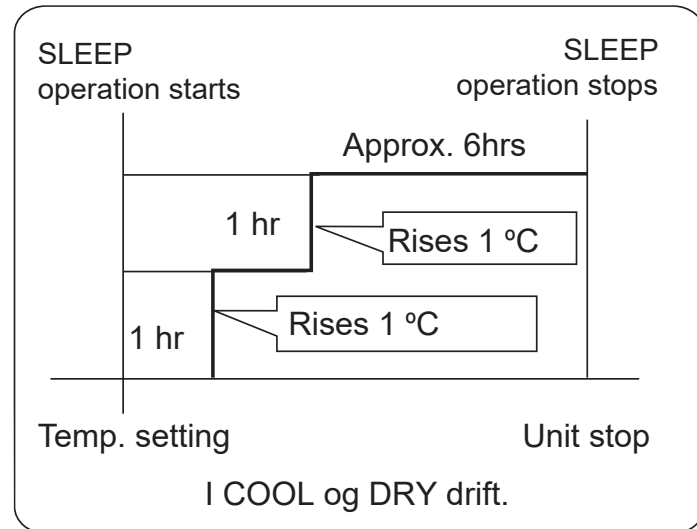 SLEEP
operation starts
SLEEP
operation stops
Approx. 6hrs
1 hr
Rises 1 ºC
1 hr
Rises 1 ºC
Temp. setting
Unit stop
I COOL og DRY drift.